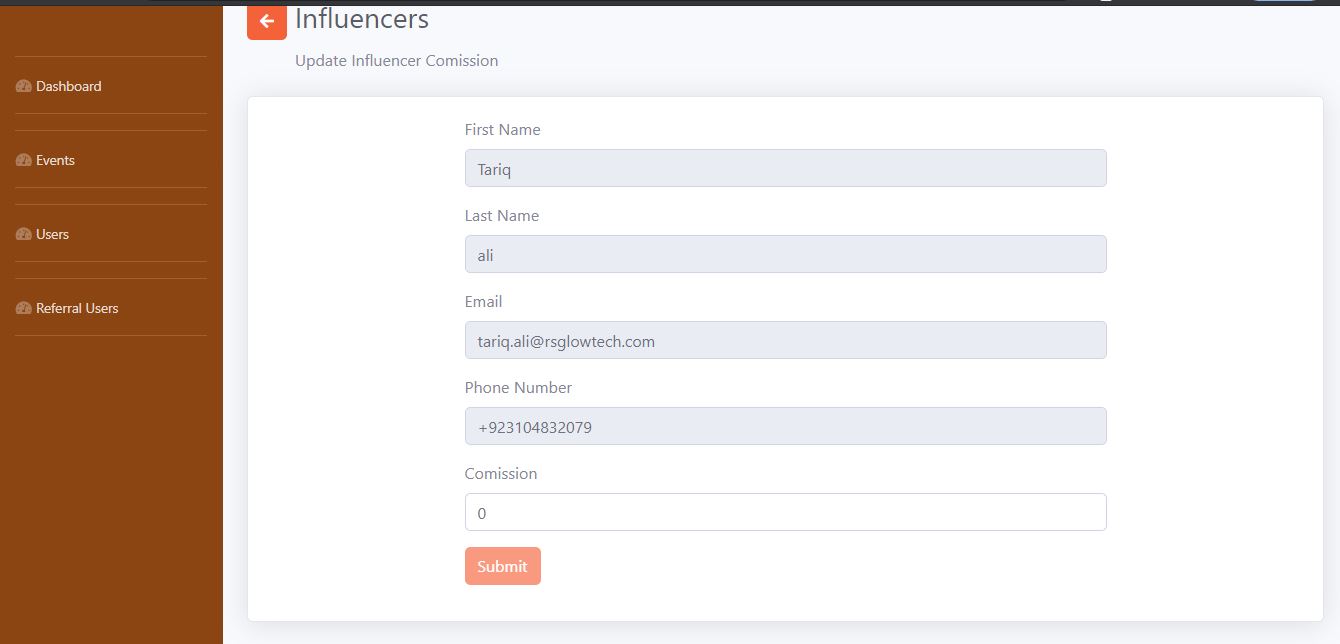 Influencers
Update Influencer Comission
Dashboard
Events
Users
Referral Users
First Name
Tariq
Last Name
ali
Email
tariq.ali@rsglowtech.com
Phone Number
+923104832079
Comission
0
Submit